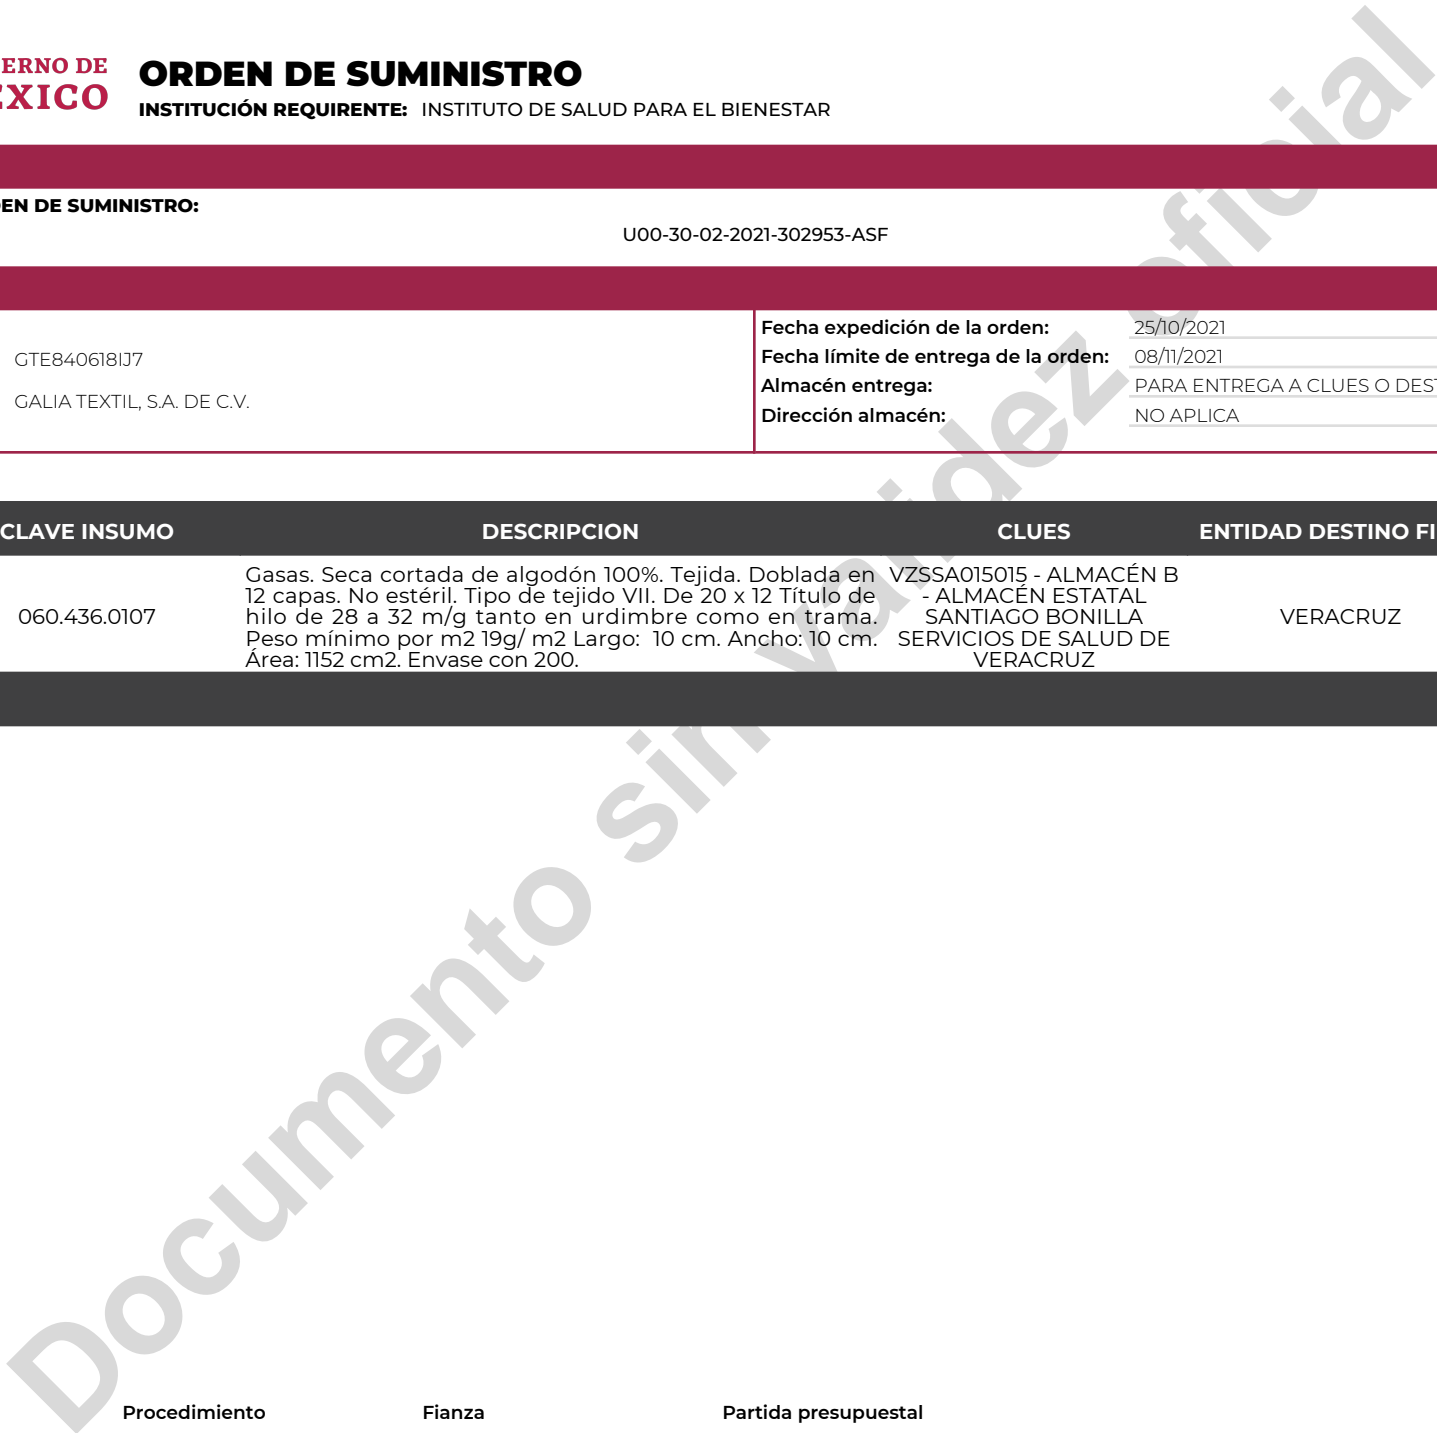 ERNO DE
ORDEN DE SUMINISTRO
XICO
INSTITUCIÓN REQUIRENTE: INSTITUTO DE SALUD PARA EL BIENESTAR
EN DE SUMINISTRO:
U00-30-02-2021-302953-ASF
Fecha expedición de la orden: 25/10/2021
GTE840618IJ7
Fecha límite de entrega de la orden: 08/11/2021
Almacén entrega: PARA ENTREGA A CLUES O DEST
GALIA TEXTIL, S.A. DE C.V.
Dirección almacén: NO APLICA
CLAVE INSUMO DESCRIPCION CLUES ENTIDAD DESTINO FI
060.436.0107
Gasas. Seca cortada de algodón 100%. Tejida. Doblada en
12 capas. No estéril. Tipo de tejido VII. De 20 x 12 Título de
hilo de 28 a 32 m/g tanto en urdimbre como en trama.
Peso mínimo por m2 19g/ m2 Largo: 10 cm. Ancho: 10 cm.
Área: 1152 cm2. Envase con 200.
VZSSA015015 - ALMACÉN B
- ALMACÉN ESTATAL
SANTIAGO BONILLA
SERVICIOS DE SALUD DE
VERACRUZ
VERACRUZ
Documento sin validez oficial
Procedimiento Fianza Partida presupuestal